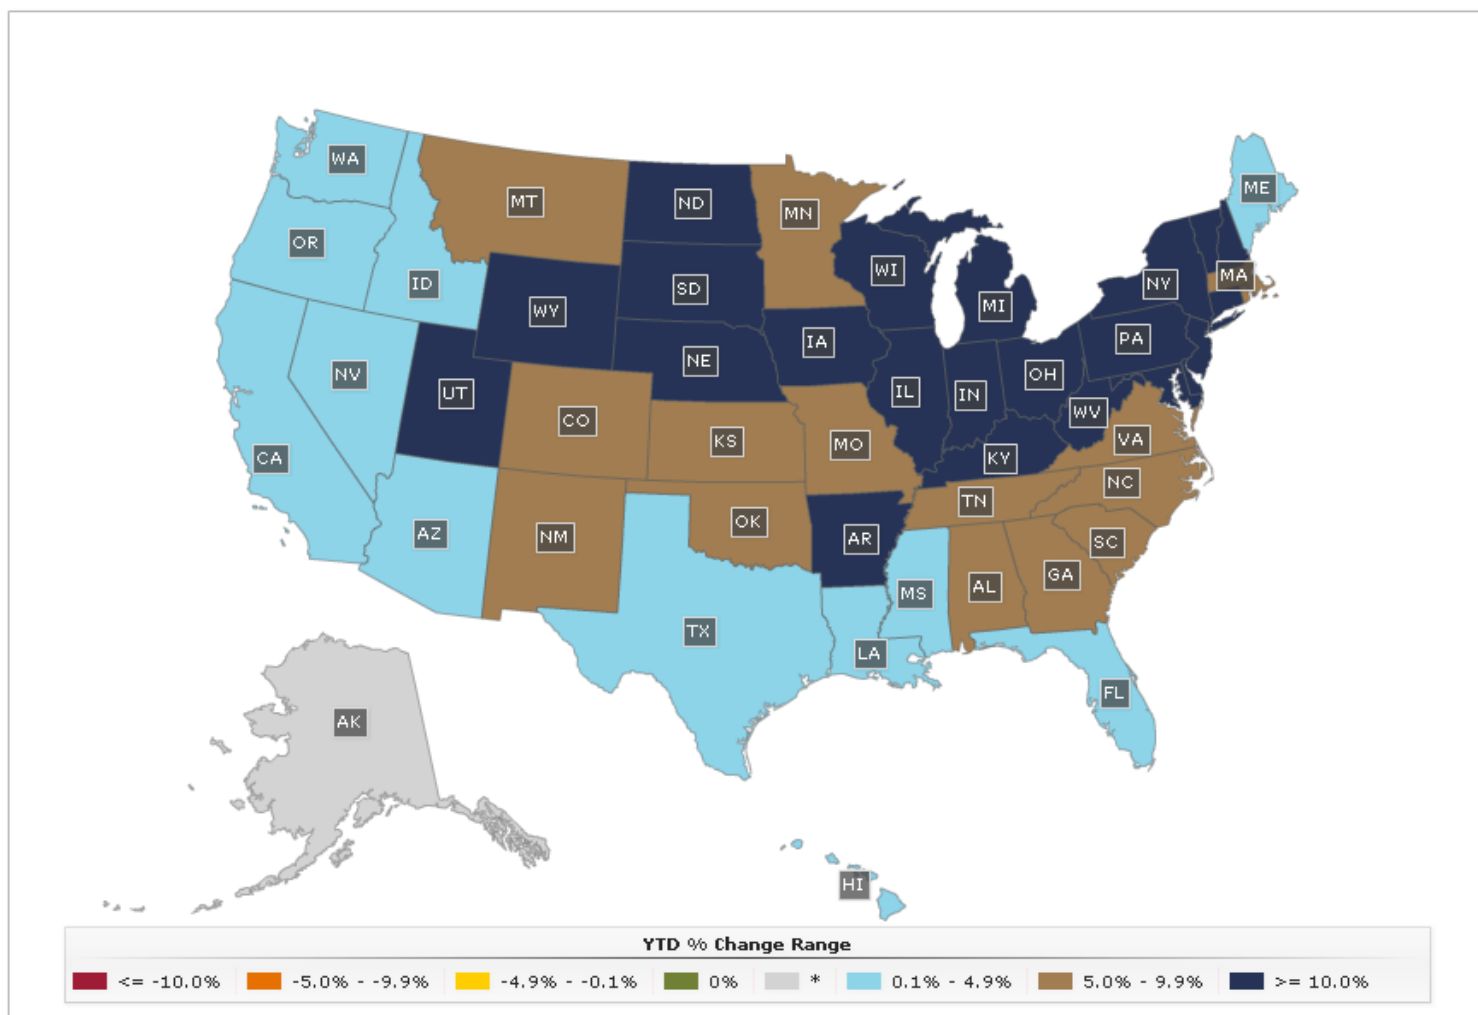 WA
ME
MT
ND
MN
OR
WI
MA
ID
SD
NY
WY
MI
IA
PA
NE
NV
OH
UT
IL
IN
WV
CO
KS
MO
VA
CA
KY
NC
TN
OK
AZ
NM
AR
SC
GA
AL
MS
TX
LA
FL
AK
HI
YTD % Change Range
<= -10.0% -5.0% - -9.9% -4.9% - -0.1% 0% * 0.1% - 4.9% 5.0% - 9.9% >= 10.0%